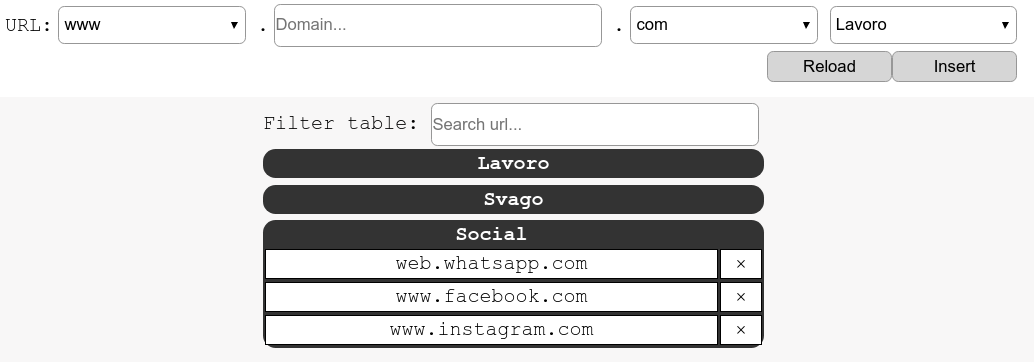 URL: www . Domain... . com Lavoro
Reload Insert
Filter table: Search url...
Lavoro
Svago
Social
web.whatsapp.com ×
www.facebook.com ×
www.instagram.com ×